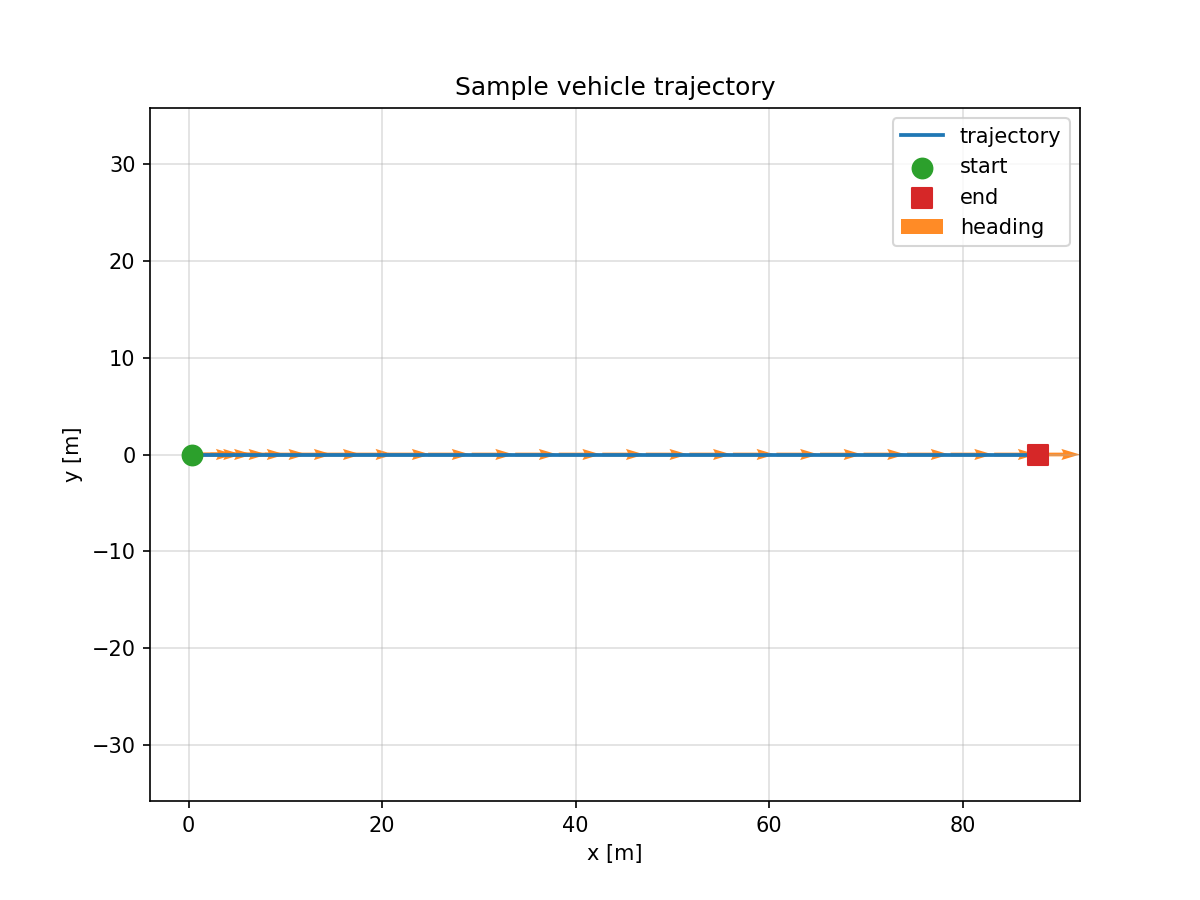 Sample vehicle trajectory
trajectory
start
end
heading
30
20
10
0
−10
−20
−30
y [m]
0 20 40 60 80
x [m]